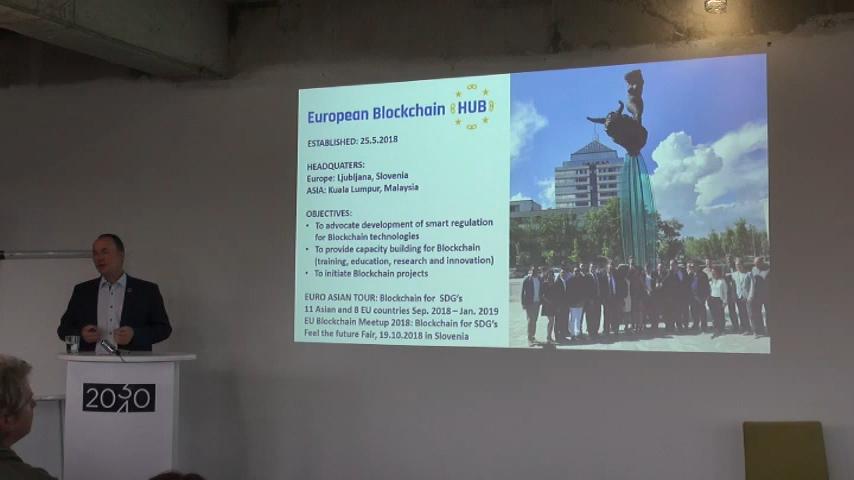 European Blockchain HUB
ESTABLISHED: 25.5.2018
HEADQUATERS:
Europe: Ljubljana, Slovenia
ASIA: Kuala Lumpur, Malaysia
OBJECTIVES:
• To advocate development of smart regulation
for Blockchain technologies
• To provide capacity building for Blockchain
(training, education, research and innovation)
• To initiate Blockchain projects
EURO ASIAN TOUR: Blockchain for SDG's
11 Asian and 8 EU countries Sep. 2018 – Jan. 2019
EU Blockchain Meetup 2018: Blockchain for SDG's
Feel the future Fair, 19.10.2018 in Slovenia
2030